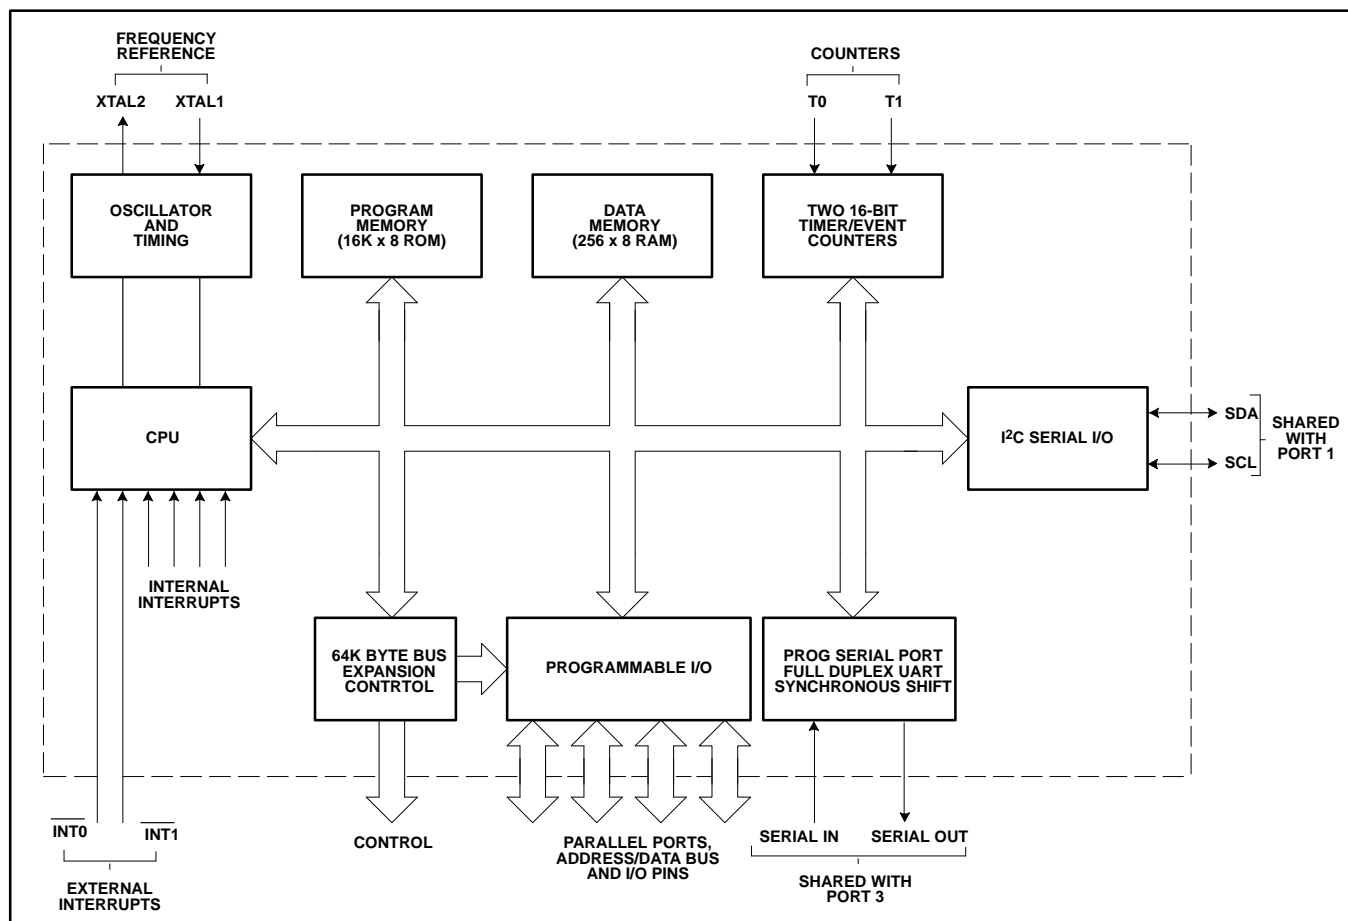 FREQUENCY
REFERENCE
COUNTERS
XTAL2
XTAL1
T0
T1
OSCILLATOR
AND
TIMING
PROGRAM
MEMORY
(16K x 8 ROM)
DATA
MEMORY
(256 x 8 RAM)
TWO 16-BIT
TIMER/EVENT
COUNTERS
CPU
I²C SERIAL I/O
SDA
SCL
SHARED
WITH
PORT 1
INTERNAL
INTERRUPTS
64K BYTE BUS
EXPANSION
CONTRTOL
PROGRAMMABLE I/O
PROG SERIAL PORT
FULL DUPLEX UART
SYNCHRONOUS SHIFT
INT0
INT1
EXTERNAL
INTERRUPTS
CONTROL
PARALLEL PORTS,
ADDRESS/DATA BUS
AND I/O PINS
SERIAL IN
SERIAL OUT
SHARED WITH
PORT 3